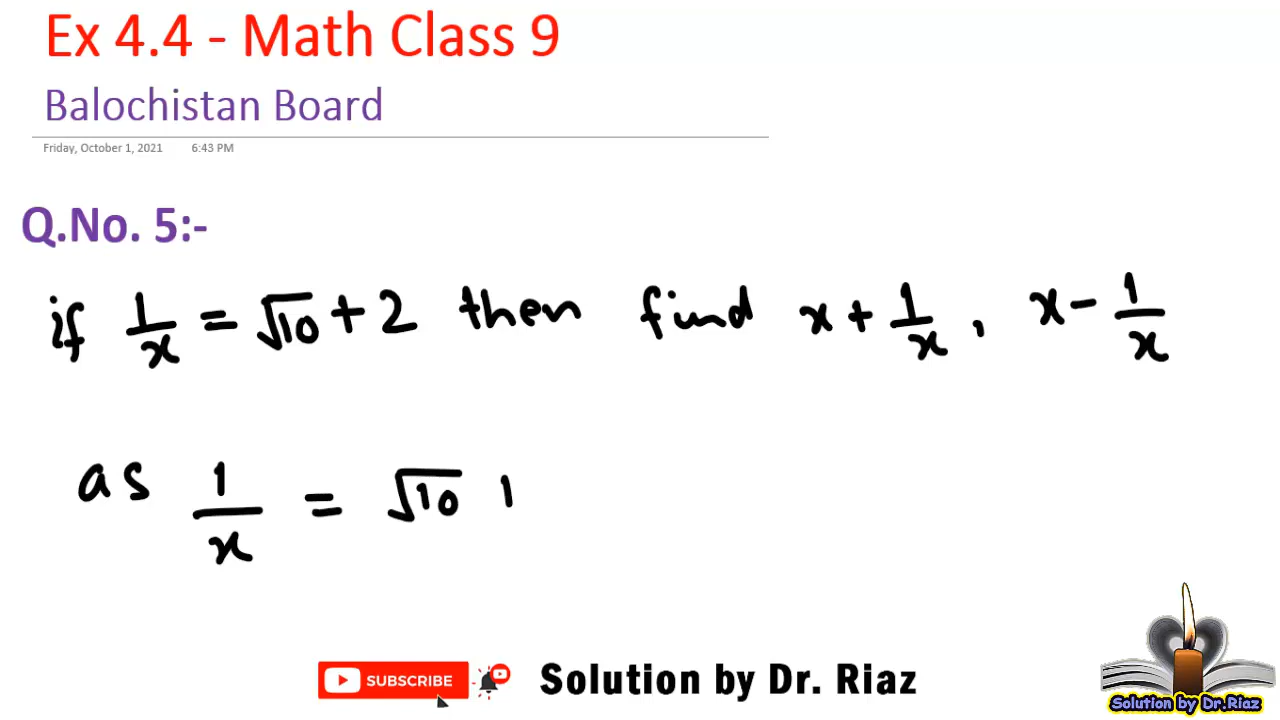 Ex 4.4 - Math Class 9
Balochistan Board
Friday, October 1, 2021 6:43 PM
Q.No. 5:-
if 1/x = √10 + 2 then find x + 1/x , x - 1/x
as 1/x = √10 |
SUBSCRIBE
Solution by Dr. Riaz
Solution by Dr.Riaz